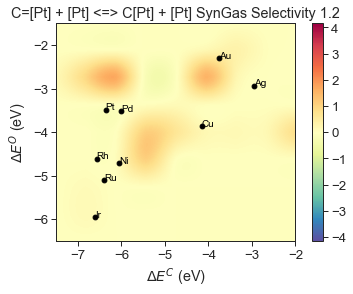 C=[Pt] + [Pt] <=> C[Pt] + [Pt] SynGas Selectivity 1.2
4
3
2
1
0
−1
−2
−3
−4
−2
−3
−4
−5
−6
ΔE^O (eV)
Au
Ag
Pt
Pd
Cu
Rh
Ni
Ru
Ir
−7
−6
−5
−4
−3
−2
ΔE^C (eV)